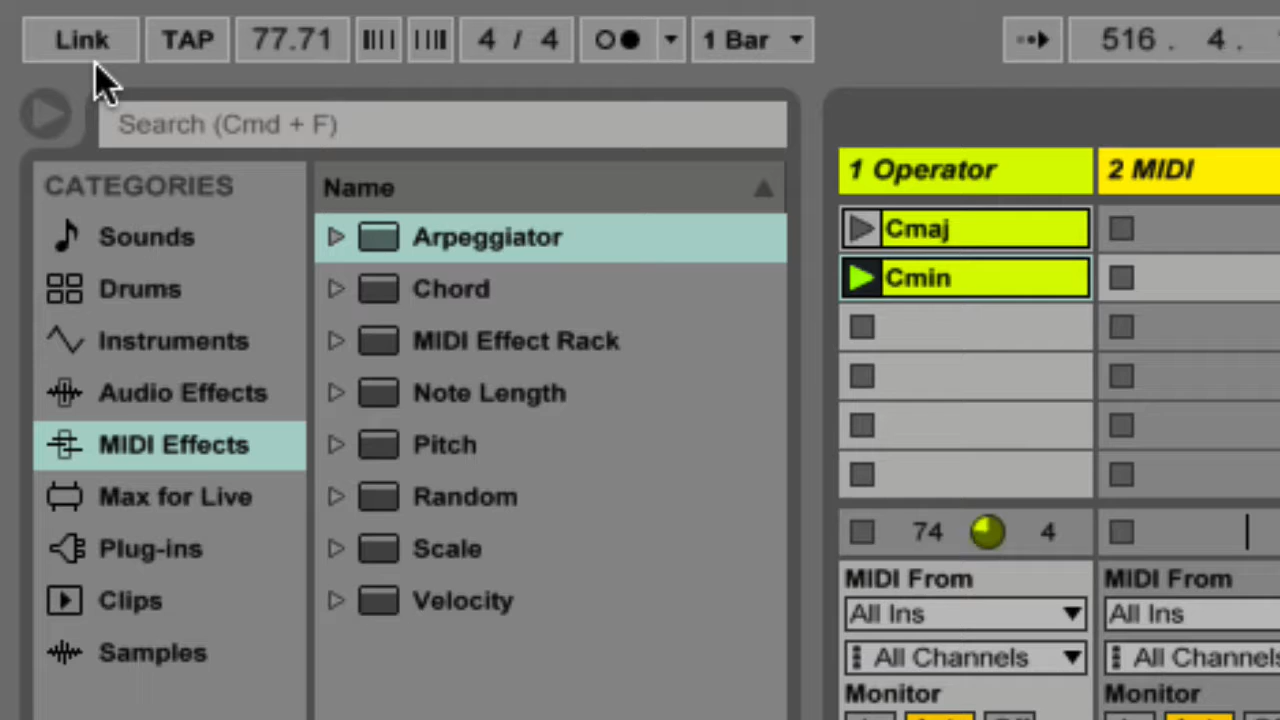 Link TAP 77.71 4 / 4 1 Bar 516 . 4 .
Search (Cmd + F)
CATEGORIES
Sounds
Drums
Instruments
Audio Effects
MIDI Effects
Max for Live
Plug-ins
Clips
Samples
Name
Arpeggiator
Chord
MIDI Effect Rack
Note Length
Pitch
Random
Scale
Velocity
1 Operator
Cmaj
Cmin
74 4
MIDI From
All Ins
All Channels
Monitor
2 MIDI
MIDI From
All Ins
All Channels
Monitor